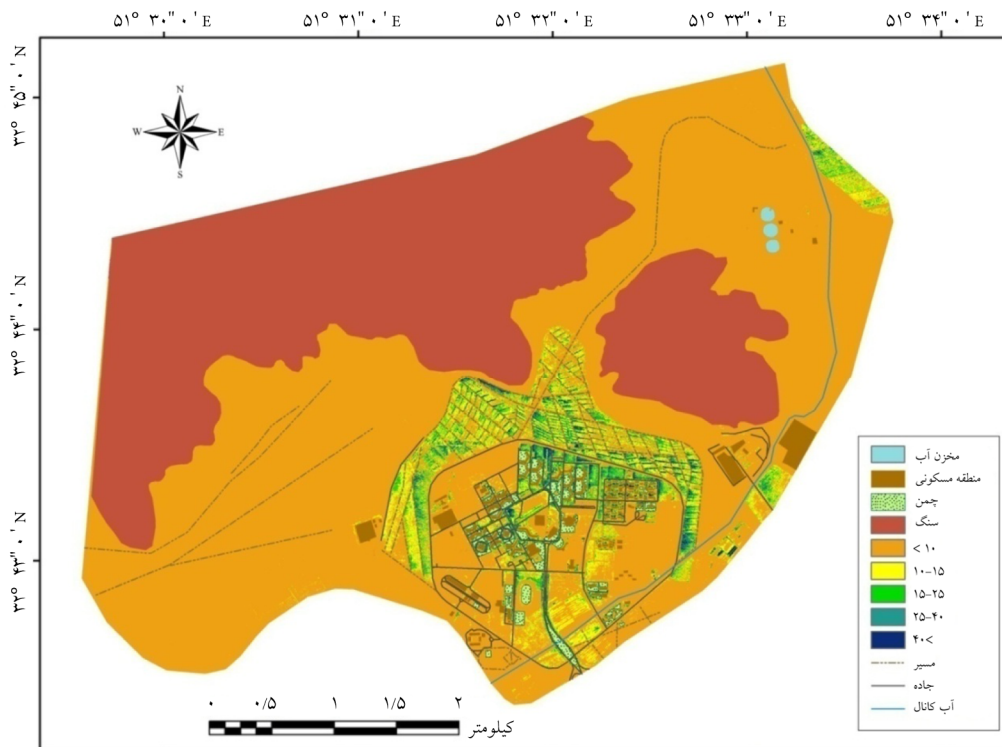 ۵۱° ۳۰" ۰' E
۵۱° ۳۱" ۰' E
۵۱° ۳۲" ۰' E
۵۱° ۳۳" ۰' E
۵۱° ۳۴" ۰' E
۳۲° ۴۵" ۰' N
۳۲° ۴۴" ۰' N
۳۲° ۴۳" ۰' N
N
W E
S
مخزن آب
منطقه مسکونی
چمن
سنگ
< ۱۰
۱۰-۱۵
۱۵-۲۵
۲۵-۴۰
۴۰>
مسیر
جاده
آب کانال
۰ ۰/۵ ۱ ۱/۵ ۲
کیلومتر